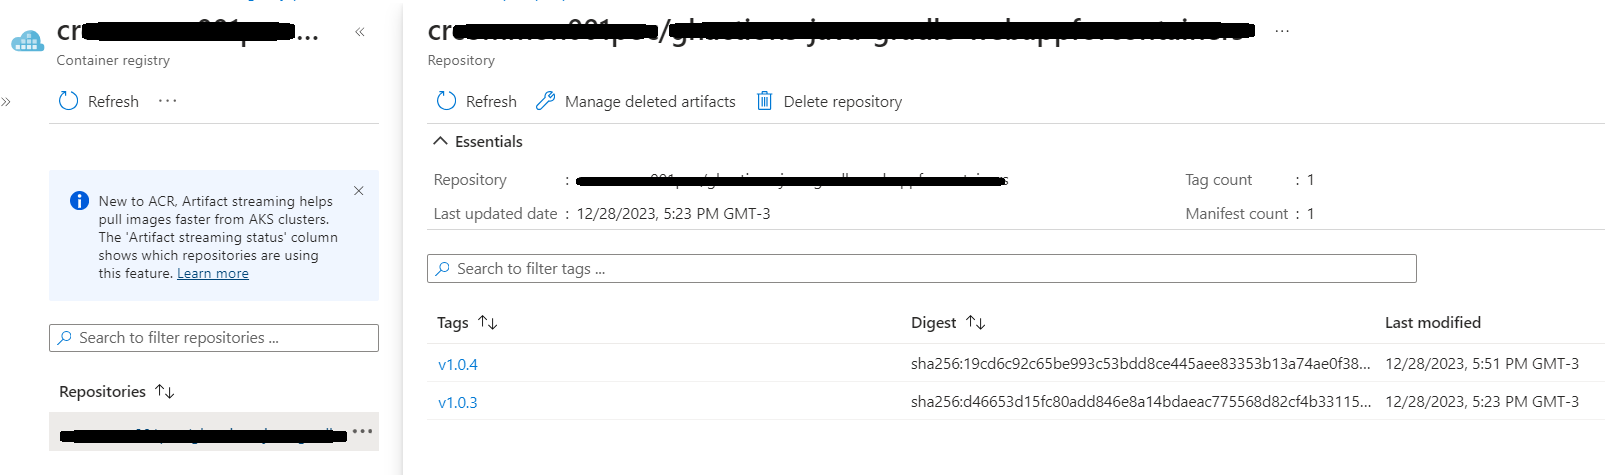 cr...
Container registry
Refresh
New to ACR, Artifact streaming helps
pull images faster from AKS clusters.
The 'Artifact streaming status' column
shows which repositories are using
this feature. Learn more
Search to filter repositories ...
Repositories
Repository
Refresh
Manage deleted artifacts
Delete repository
Essentials
Repository :
Tag count : 1
Last updated date : 12/28/2023, 5:23 PM GMT-3
Manifest count : 1
Search to filter tags ...
Tags Digest Last modified
v1.0.4 sha256:19cd6c92c65be993c53bdd8ce445aee83353b13a74ae0f38... 12/28/2023, 5:51 PM GMT-3
v1.0.3 sha256:d46653d15fc80add846e8a14bdaeac775568d82cf4b33115... 12/28/2023, 5:23 PM GMT-3